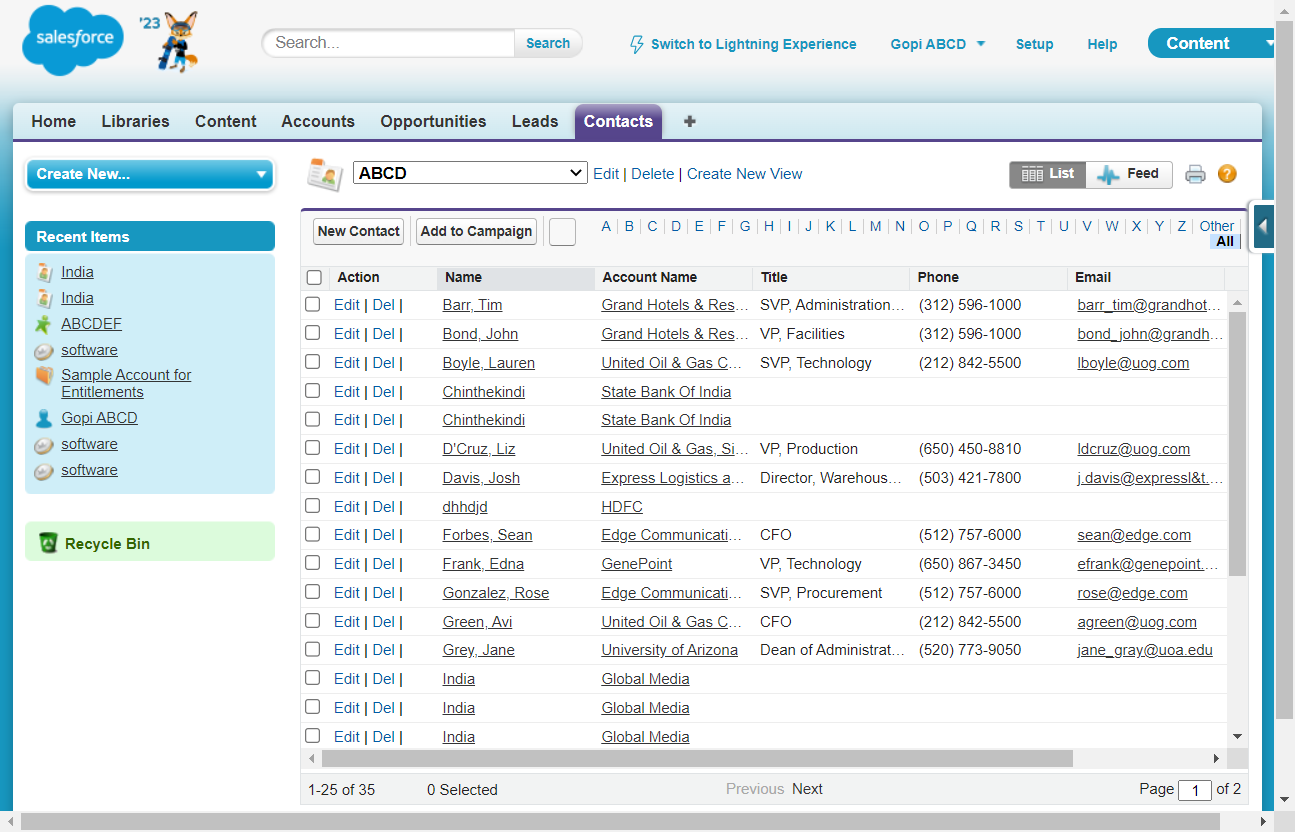 salesforce '23
Search... Search Switch to Lightning Experience Gopi ABCD Setup Help Content
Home Libraries Content Accounts Opportunities Leads Contacts +
Create New...
ABCD Edit | Delete | Create New View List Feed ?
Recent Items
India
India
ABCDEF
software
Sample Account for
Entitlements
Gopi ABCD
software
software
Recycle Bin
New Contact Add to Campaign A B C D E F G H I J K L M N O P Q R S T U V W X Y Z Other
All
Action Name Account Name Title Phone Email
Edit | Del | Barr, Tim Grand Hotels & Res... SVP, Administration... (312) 596-1000 barr_tim@grandhot...
Edit | Del | Bond, John Grand Hotels & Res... VP, Facilities (312) 596-1000 bond_john@grandh...
Edit | Del | Boyle, Lauren United Oil & Gas C... SVP, Technology (212) 842-5500 lboyle@uog.com
Edit | Del | Chinthekindi State Bank Of India
Edit | Del | Chinthekindi State Bank Of India
Edit | Del | D'Cruz, Liz United Oil & Gas, Si... VP, Production (650) 450-8810 ldcruz@uog.com
Edit | Del | Davis, Josh Express Logistics a... Director, Warehous... (503) 421-7800 j.davis@expressl&t....
Edit | Del | dhhdjd HDFC
Edit | Del | Forbes, Sean Edge Communicati... CFO (512) 757-6000 sean@edge.com
Edit | Del | Frank, Edna GenePoint VP, Technology (650) 867-3450 efrank@genepoint....
Edit | Del | Gonzalez, Rose Edge Communicati... SVP, Procurement (512) 757-6000 rose@edge.com
Edit | Del | Green, Avi United Oil & Gas C... CFO (212) 842-5500 agreen@uog.com
Edit | Del | Grey, Jane University of Arizona Dean of Administrat... (520) 773-9050 jane_gray@uoa.edu
Edit | Del | India Global Media
Edit | Del | India Global Media
Edit | Del | India Global Media
1-25 of 35 0 Selected Previous Next Page 1 of 2